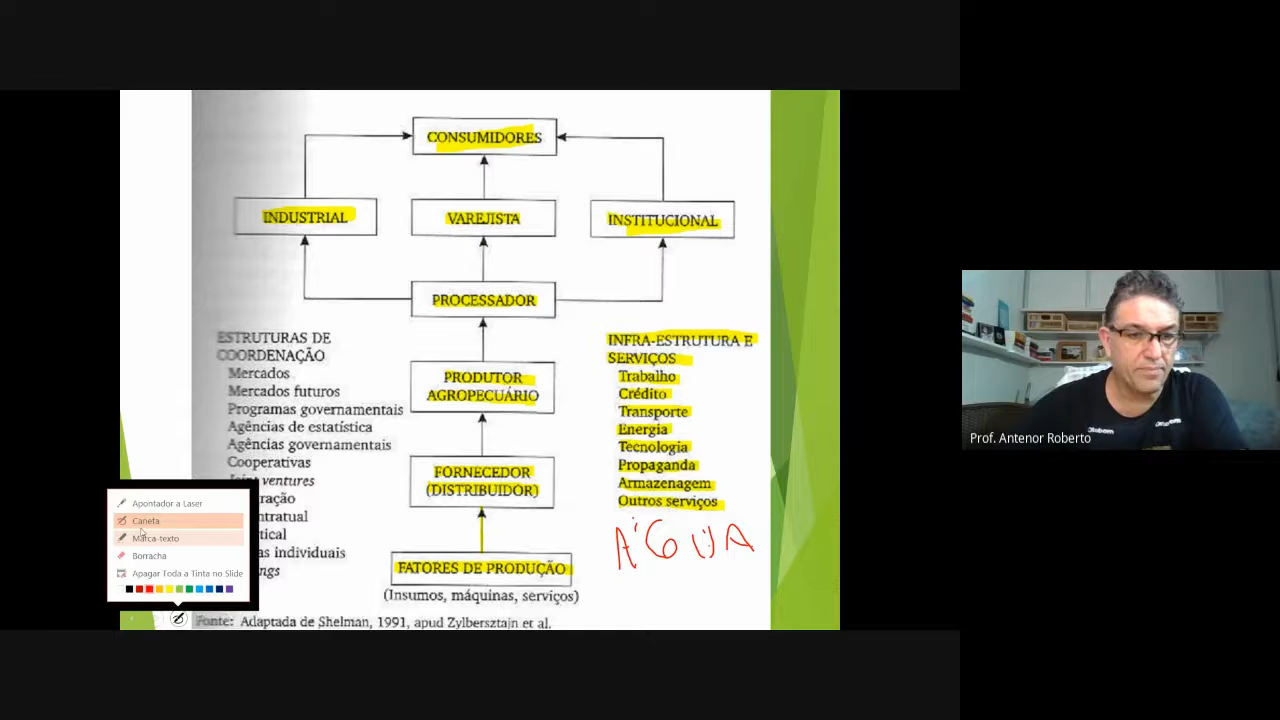 CONSUMIDORES
INDUSTRIAL
VAREJISTA
INSTITUCIONAL
PROCESSADOR
ESTRUTURAS DE
COORDENAÇÃO
Mercados
Mercados futuros
Programas governamentais
Agências de estatística
Agências governamentais
Cooperativas
Joint ventures
ração
ntratual
tical
as individuais
ngs
PRODUTOR
AGROPECUÁRIO
FORNECEDOR
(DISTRIBUIDOR)
FATORES DE PRODUÇÃO
(Insumos, máquinas, serviços)
INFRA-ESTRUTURA E
SERVIÇOS
Trabalho
Crédito
Transporte
Energia
Tecnologia
Propaganda
Armazenagem
Outros serviços
ÁGUA
Fonte: Adaptada de Shelman, 1991, apud Zylbersztajn et al.
Apontador a Laser
Caneta
Marca-texto
Borracha
Apagar Toda a Tinta no Slide
Prof. Antenor Roberto